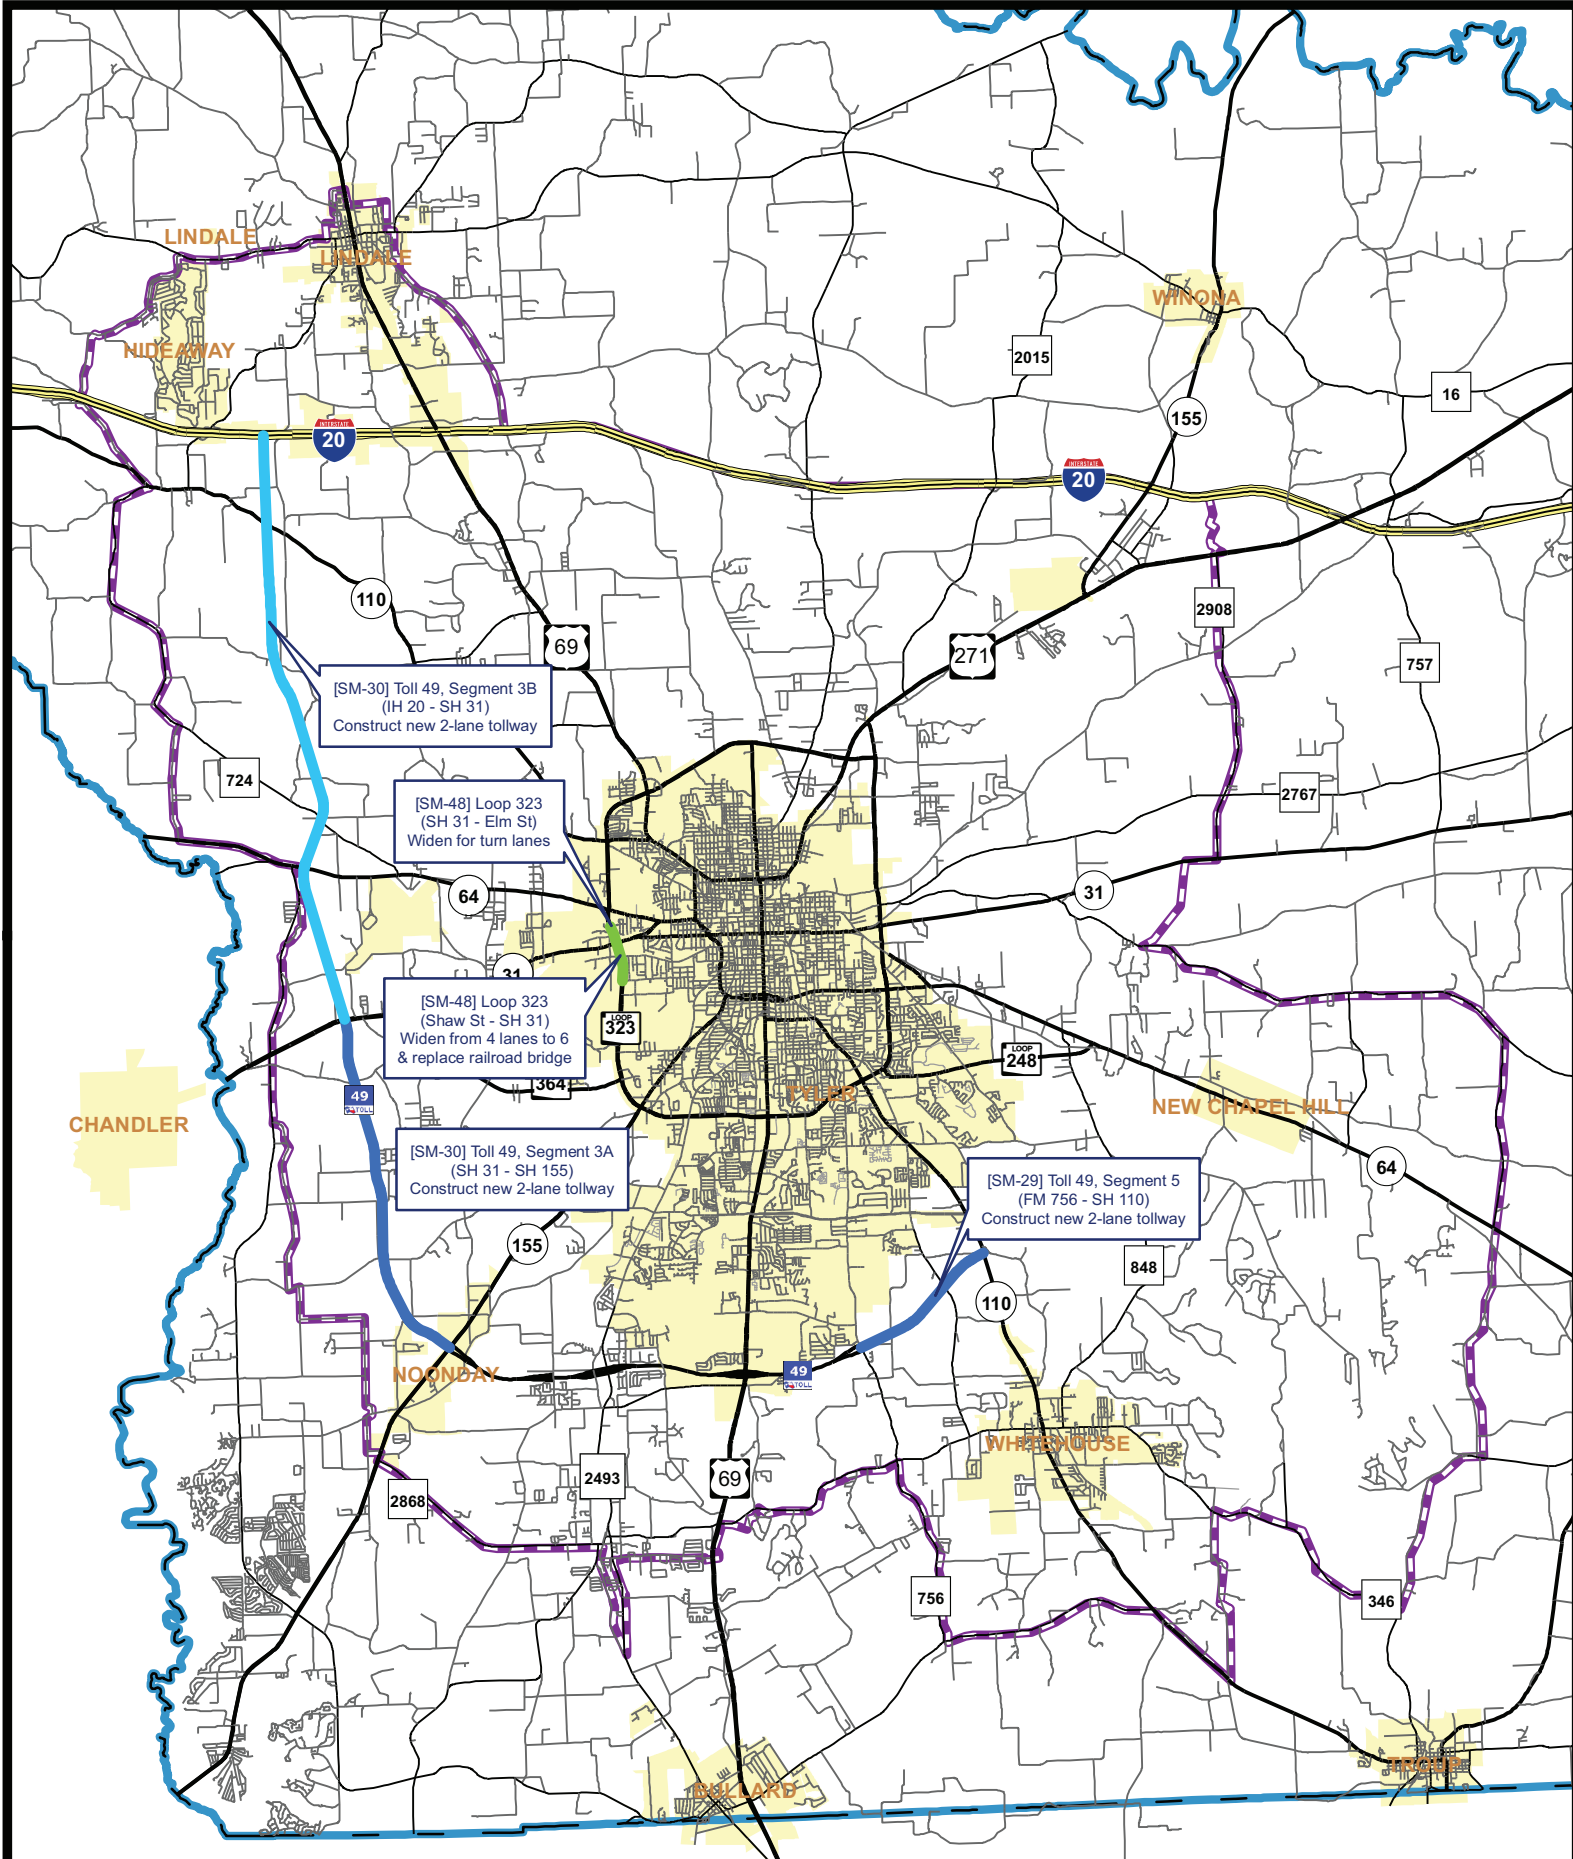 LINDALE
LINDALE
WINONA
HIDEAWAY
2015
16
155
INTERSTATE
20
INTERSTATE
20
110
2908
69
271
757
[SM-30] Toll 49, Segment 3B
(IH 20 - SH 31)
Construct new 2-lane tollway
724
2767
[SM-48] Loop 323
(SH 31 - Elm St)
Widen for turn lanes
64
31
31
[SM-48] Loop 323
(Shaw St - SH 31)
Widen from 4 lanes to 6
& replace railroad bridge
LOOP
323
LOOP
248
364
49
TOLL
TYLER
CHANDLER
NEW CHAPEL HILL
[SM-30] Toll 49, Segment 3A
(SH 31 - SH 155)
Construct new 2-lane tollway
64
[SM-29] Toll 49, Segment 5
(FM 756 - SH 110)
Construct new 2-lane tollway
155
848
110
NOONDAY
49
TOLL
WHITEHOUSE
2493
69
2868
756
346
TROUP
BULLARD